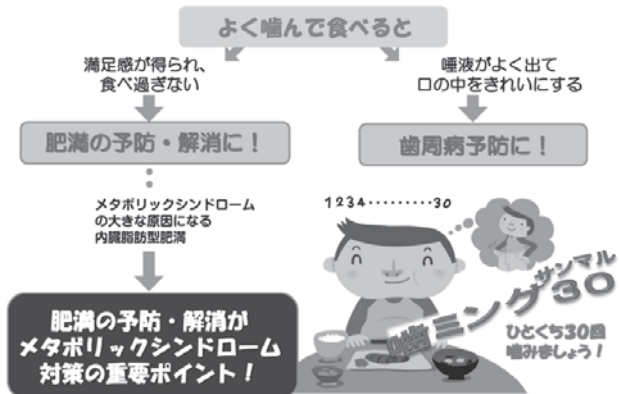 よく噛んで食べると
満足感が得られ、
食べ過ぎない
肥満の予防・解消に！
メタボリックシンドローム
の大きな原因になる
内臓脂肪型肥満
肥満の予防・解消が
メタボリックシンドローム
対策の重要ポイント！
唾液がよく出て
口の中をきれいにする
歯周病予防に！
1234・・・・・・・・・30
サンマル
噛ミング30
ひとくち30回
噛みましょう！